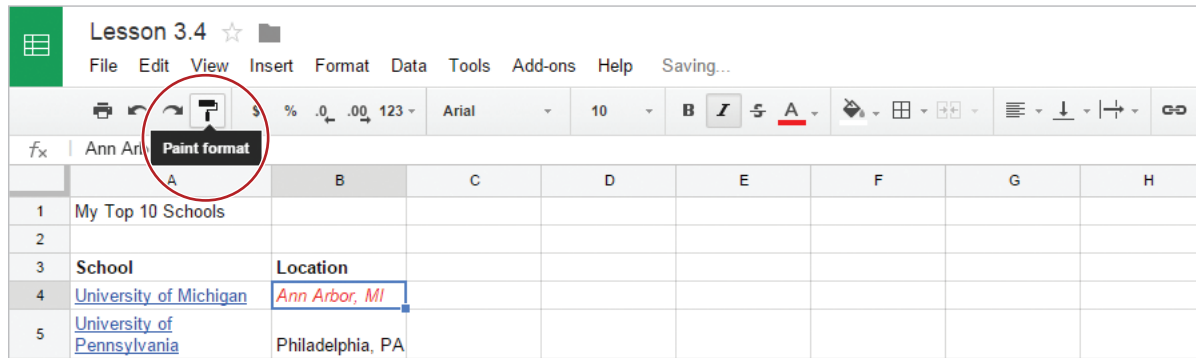 Lesson 3.4
File Edit View Insert Format Data Tools Add-ons Help Saving...
$ % .0 .00 123 Arial 10 B I S A
fx Ann Ar
Paint format
A B C D E F G H
1 My Top 10 Schools
2
3 School Location
4 University of Michigan Ann Arbor, MI
University of
5 Pennsylvania Philadelphia, PA